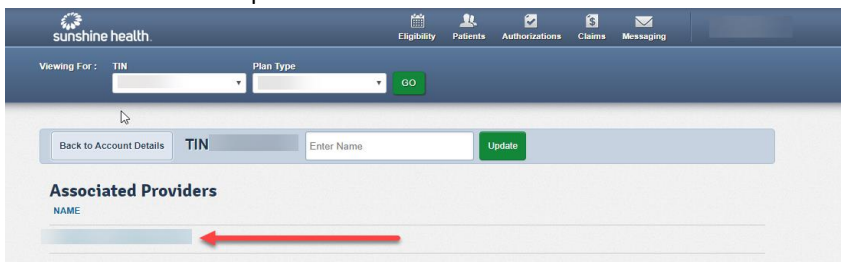 sunshine health.
Eligibility Patients Authorizations Claims Messaging
Viewing For : TIN Plan Type
GO
Back to Account Details TIN Enter Name Update
Associated Providers
NAME